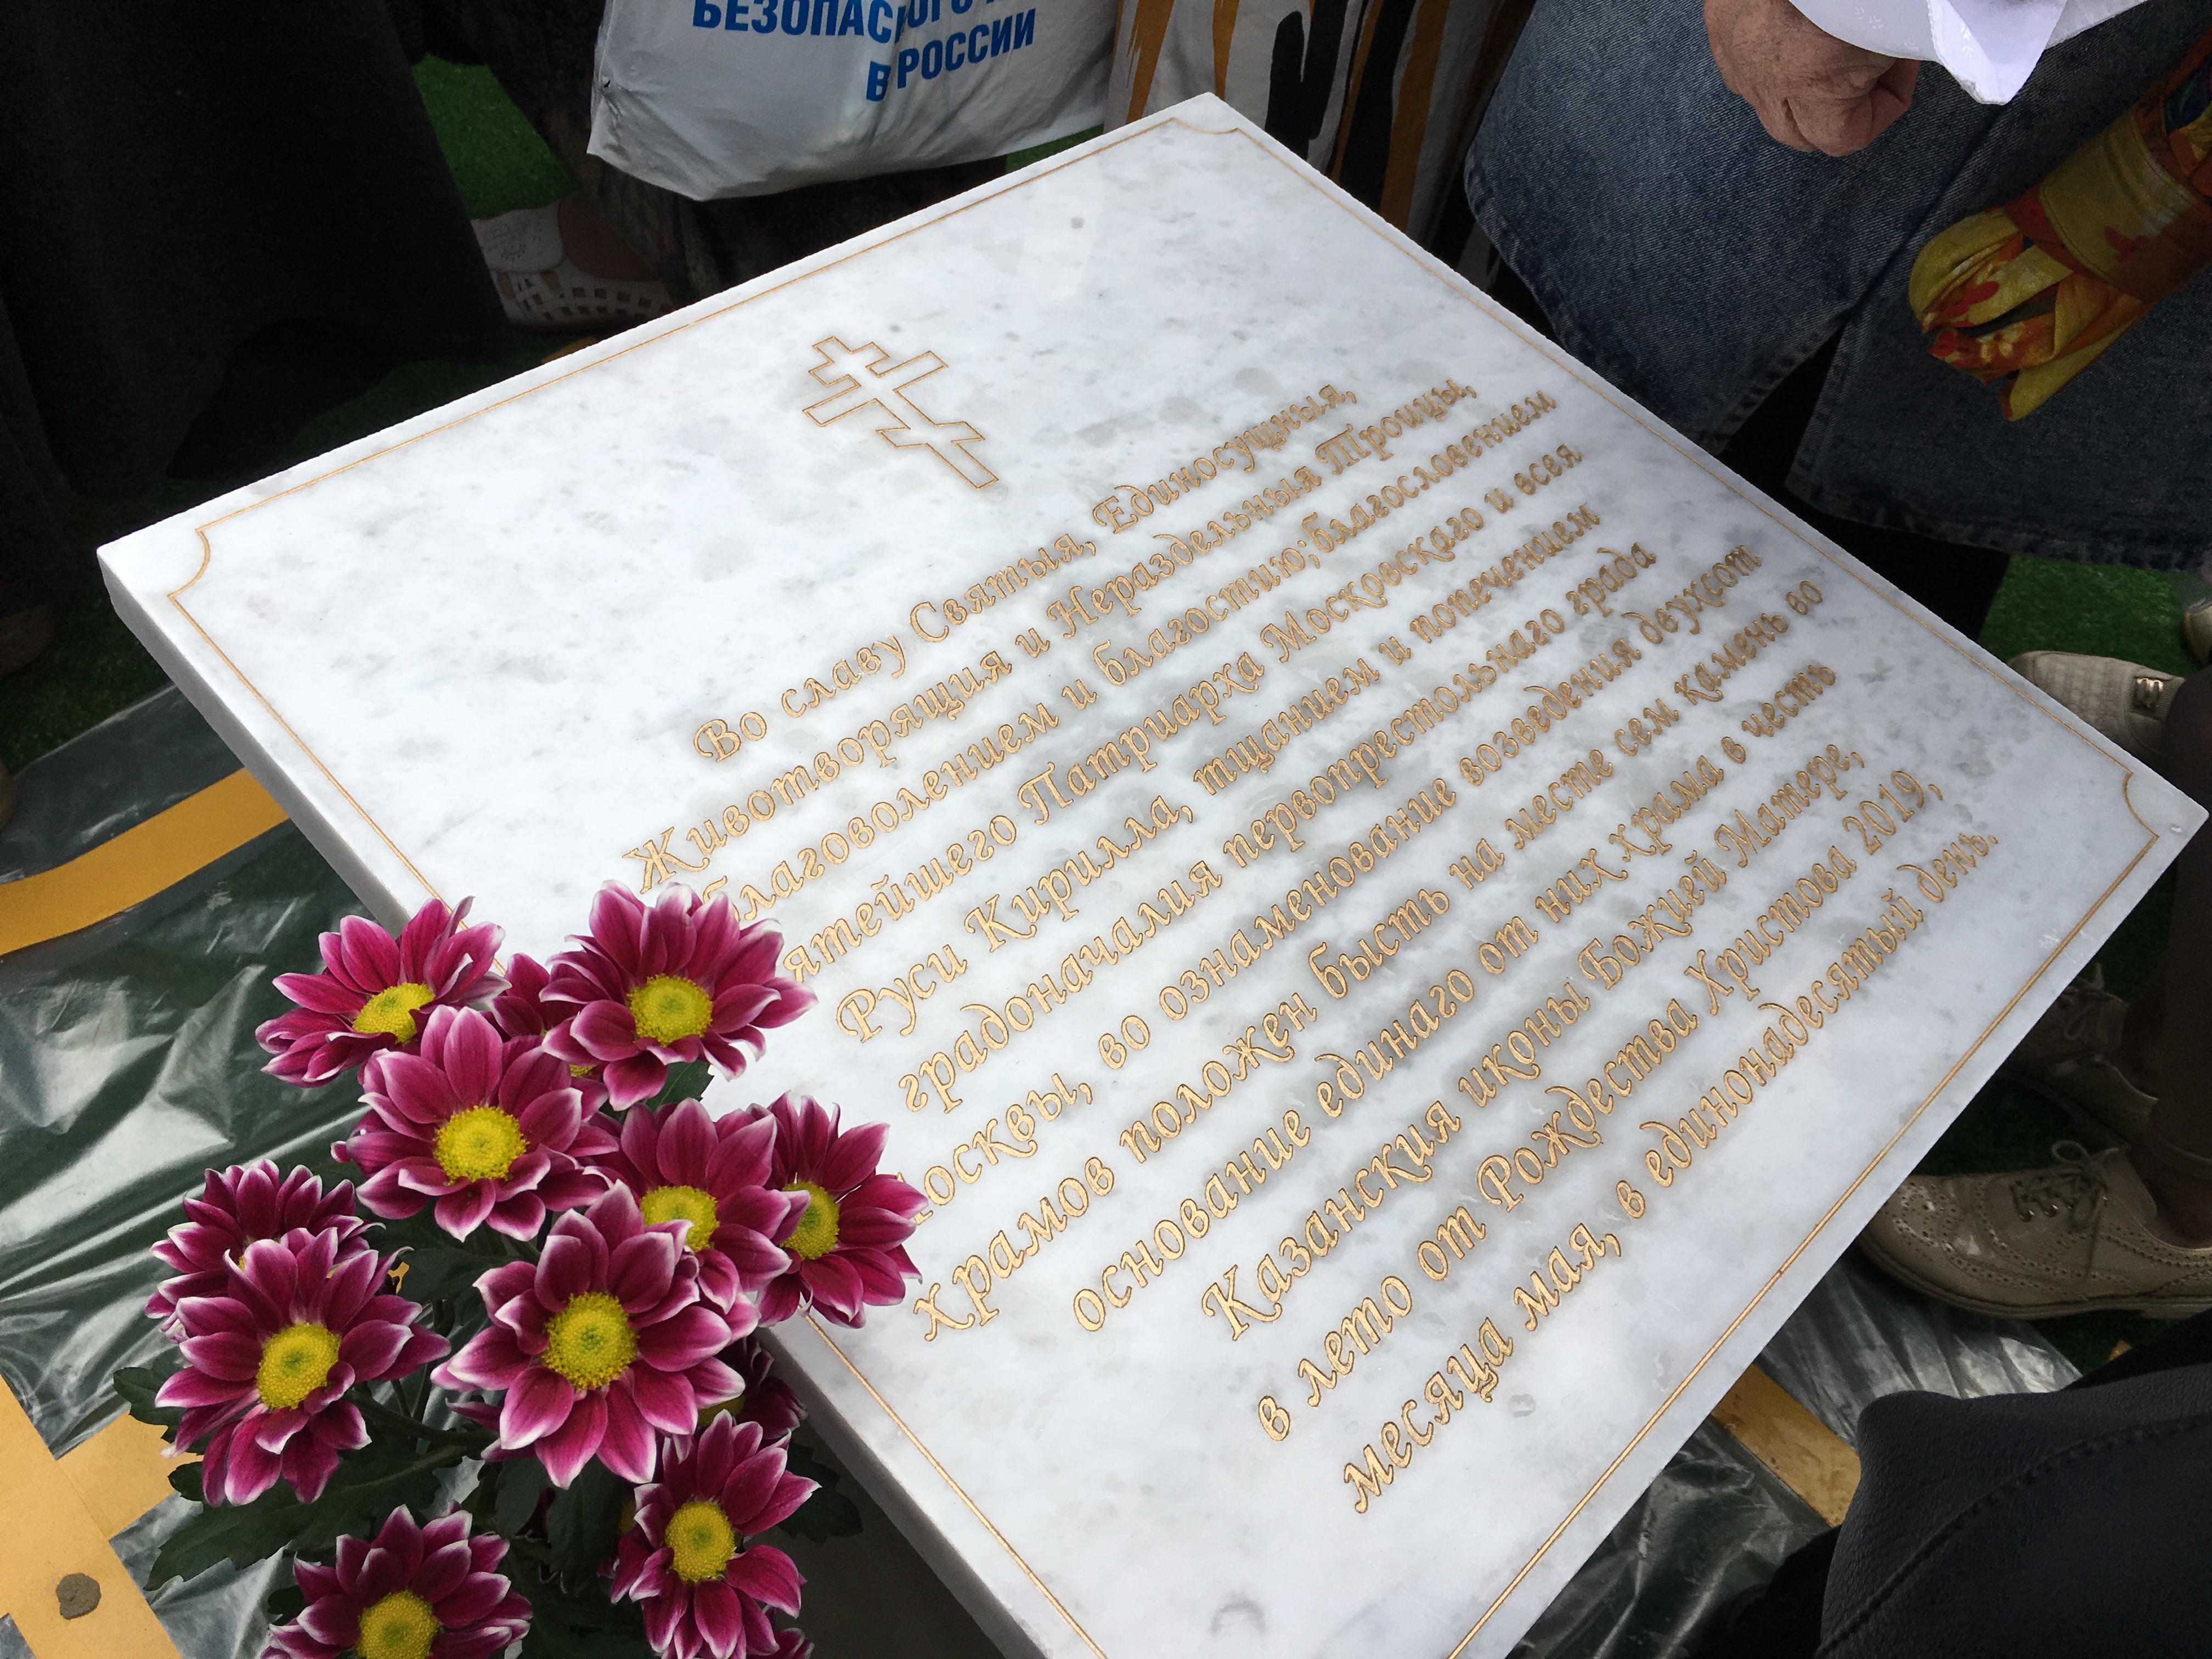 БЕЗОПАС
В РОССИИ
Во славу Святыя, Единосущныя,
Животворящия и Нераздельныя Троицы,
благоволением и благостию; благословением
ятейшего Патриарха Московскаго и всея
Руси Кирилла, тщанием и попечением
градоначалия первопрестольнаго града
осквы, во ознаменование возведения двухсот
храмов положен бысть на месте сем камень во
основание единаго от них храма в честь
Казанския иконы Божией Матере,
в лето от Рождества Христова 2019,
месяца мая, в единонадесятый день.